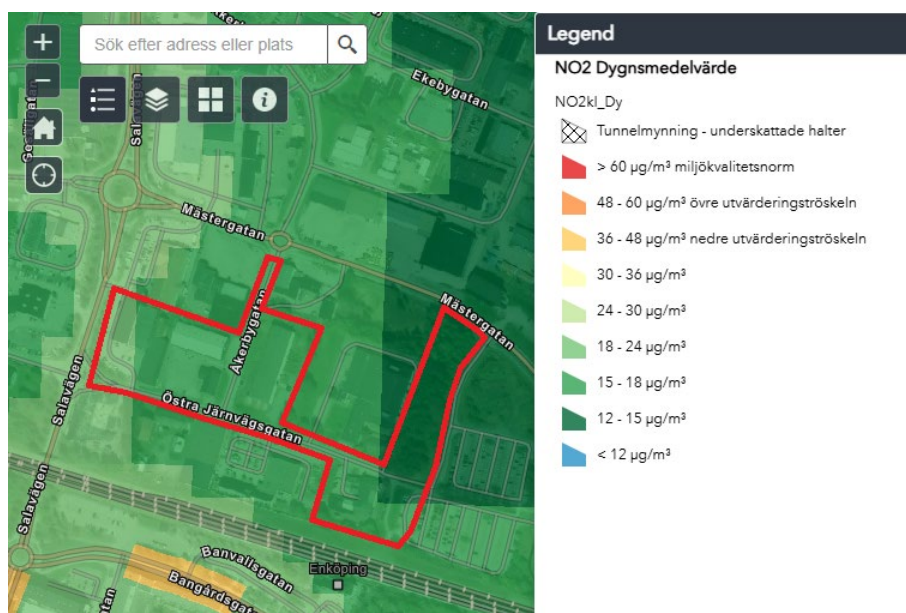 Sök efter adress eller plats
Ekebygatan
Salavägen
Mästergatan
Åkerbygatan
Mästergatan
Östra Järnvägsgatan
Salavägen
Salavägen
Banvallsgatan
Enköping
Bangårdsgatan
Legend
NO2 Dygnsmedelvärde
NO2kl_Dy
Tunnelmynning - underskattade halter
> 60 µg/m³ miljökvalitetsnorm
48 - 60 µg/m³ övre utvärderingströskeln
36 - 48 µg/m³ nedre utvärderingströskeln
30 - 36 µg/m³
24 - 30 µg/m³
18 - 24 µg/m³
15 - 18 µg/m³
12 - 15 µg/m³
< 12 µg/m³